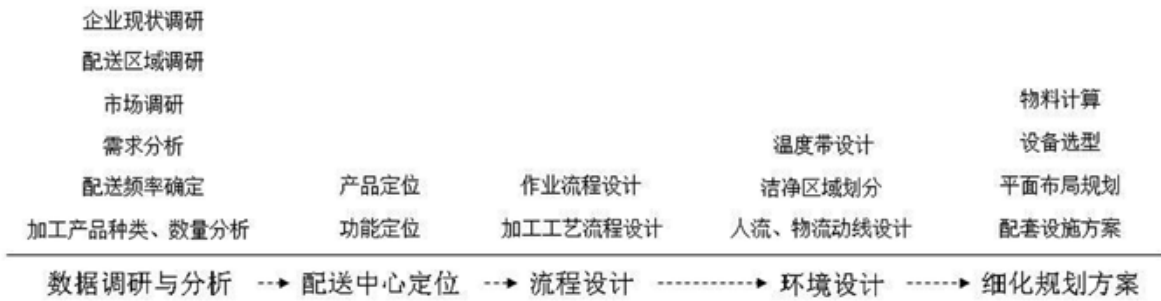 企业现状调研
配送区域调研
市场调研
需求分析
配送频率确定
加工产品种类、数量分析
产品定位
功能定位
作业流程设计
加工工艺流程设计
温度带设计
洁净区域划分
人流、物流动线设计
物料计算
设备选型
平面布局规划
配套设施方案
数据调研与分析 配送中心定位 流程设计 环境设计 细化规划方案